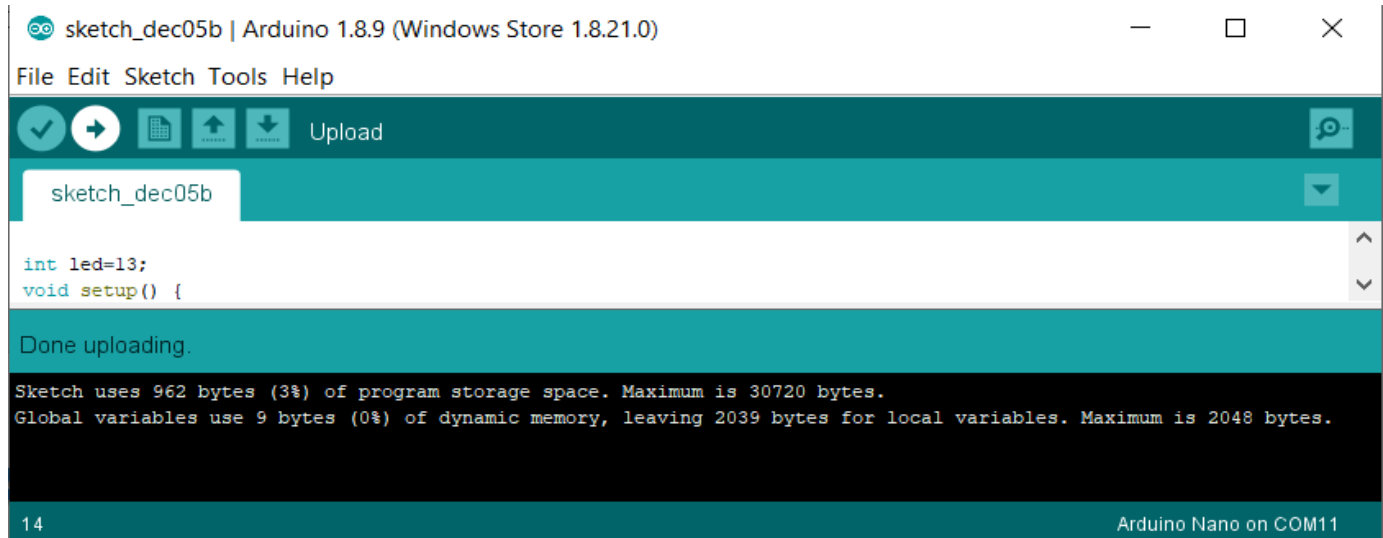 sketch_dec05b | Arduino 1.8.9 (Windows Store 1.8.21.0)
File Edit Sketch Tools Help
Upload
sketch_dec05b
int led=13;
void setup() {
Done uploading.
Sketch uses 962 bytes (3%) of program storage space. Maximum is 30720 bytes.
Global variables use 9 bytes (0%) of dynamic memory, leaving 2039 bytes for local variables. Maximum is 2048 bytes.
14 Arduino Nano on COM11